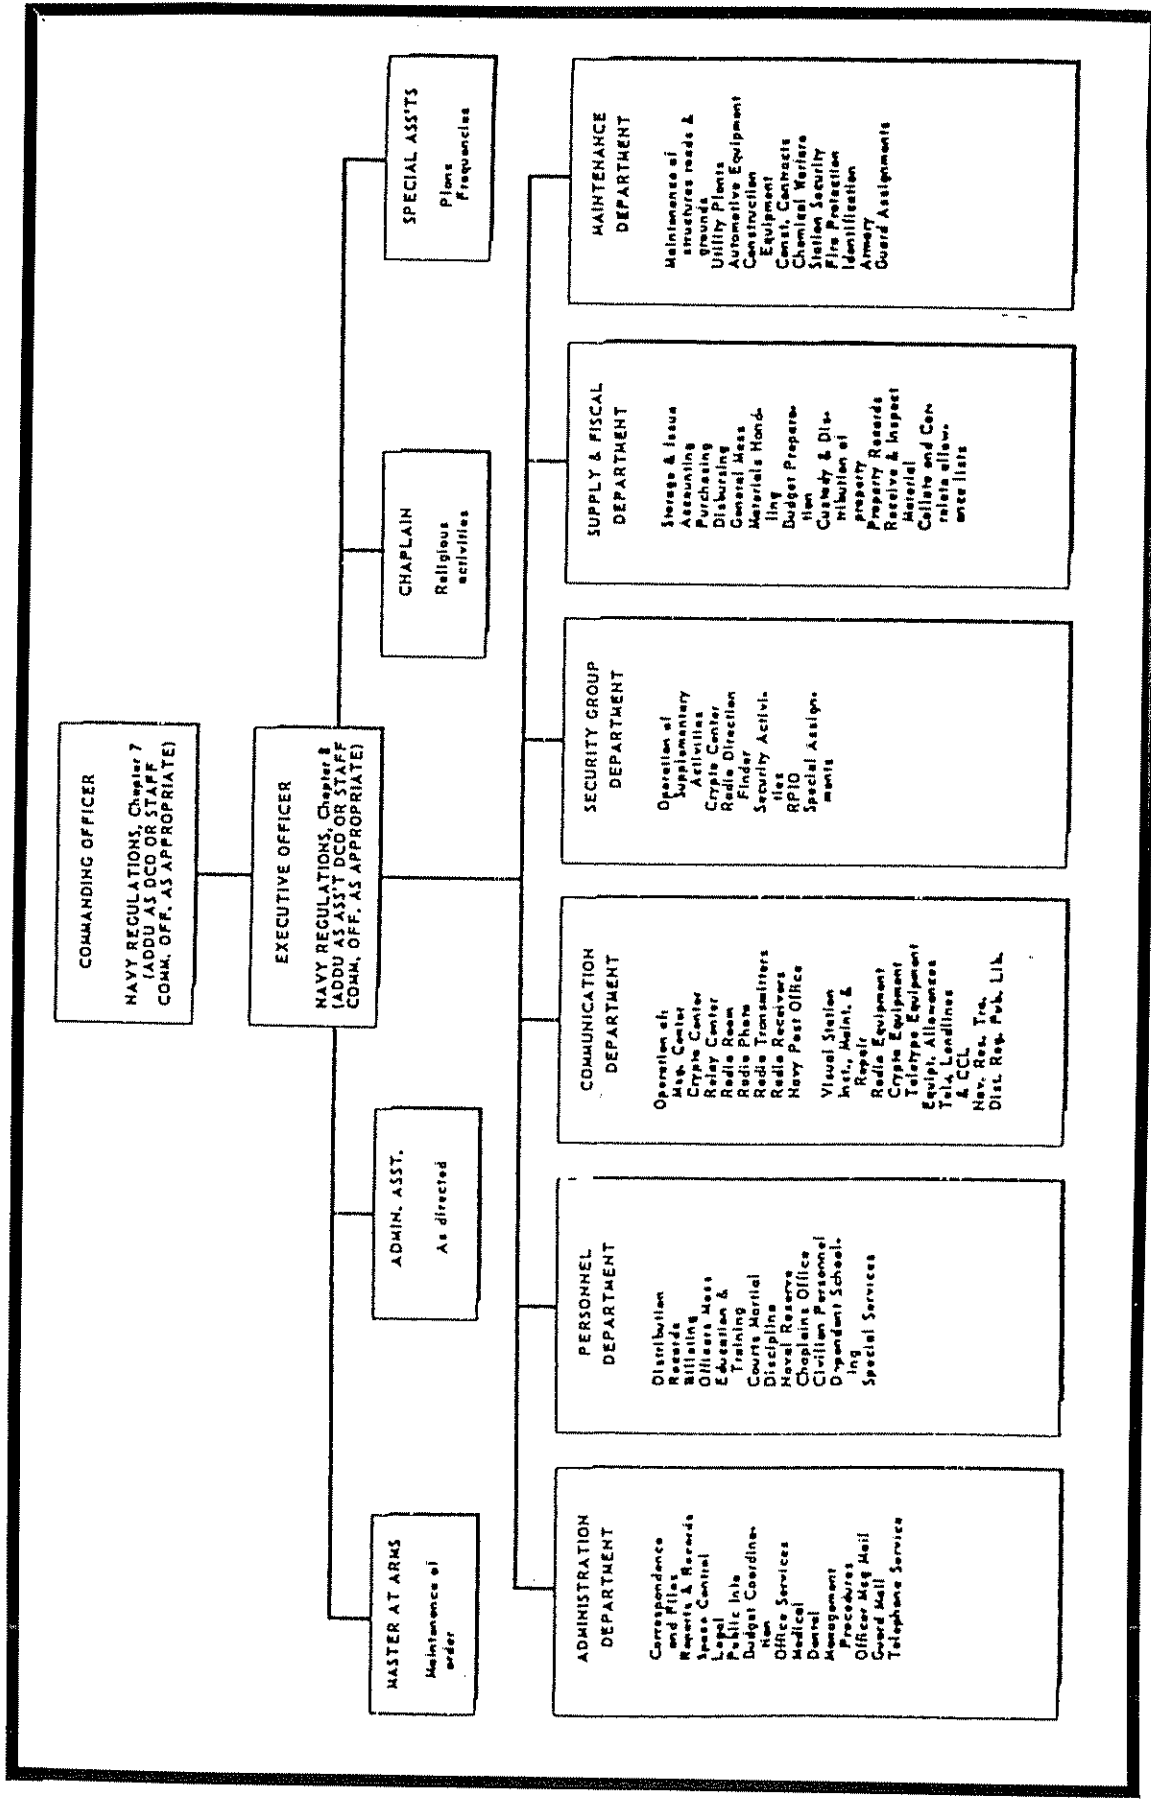 COMMANDING OFFICER
NAVY REGULATIONS, Chapter 7
(ADDU AS DCO OR STAFF
COMM. OFF. AS APPROPRIATE)
EXECUTIVE OFFICER
NAVY REGULATIONS, Chapter 8
(ADDU AS ASS'T DCO OR STAFF
COMM. OFF. AS APPROPRIATE)
MASTER AT ARMS
Maintenance of
order
ADMIN. ASST.
As directed
CHAPLAIN
Religious
activities
SPECIAL ASS'TS
Plans
Frequencies
ADMINISTRATION
DEPARTMENT
Correspondence
and Files
Reports & Records
Space Control
Legal
Public Info
Budget Coordina-
tion
Office Services
Medical
Dental
Management
Procedures
Officer Msg Mail
Guard Mail
Telephone Service
PERSONNEL
DEPARTMENT
Distribution
Records
Billeting
Officers Mess
Education &
Training
Courts Martial
Discipline
Naval Reserve
Chaplains Office
Civilian Personnel
Dependent School-
ing
Special Services
COMMUNICATION
DEPARTMENT
Operation of:
Msg. Center
Crypto Center
Relay Center
Radio Room
Radio Photo
Radio Transmitters
Radio Receivers
Navy Post Office
Visual Station
Inst., Maint. &
Repair
Radio Equipment
Crypto Equipment
Teletype Equipment
Equipt. Allowances
Tel. Landlines
& CCL
Nav. Res. Tra.
Dist. Reg. Pub. Lib.
SECURITY GROUP
DEPARTMENT
Operation of
Supplementary
Activities
Crypto Center
Radio Direction
Finder
Security Activi-
ties
RPIO
Special Assign-
ments
SUPPLY & FISCAL
DEPARTMENT
Storage & Issue
Accounting
Purchasing
Disbursing
General Mess
Materials Hand-
ling
Budget Prepara-
tion
Custody & Dis-
tribution of
property
Property Records
Receive & Inspect
Material
Collate and Cor-
relate allow-
ance lists
MAINTENANCE
DEPARTMENT
Maintenance of
structures roads &
grounds
Utility Plants
Automotive Equipment
Construction
Equipment
Const. Contracts
Chemical Warfare
Station Security
Fire Protection
Identification
Armory
Guard Assignments